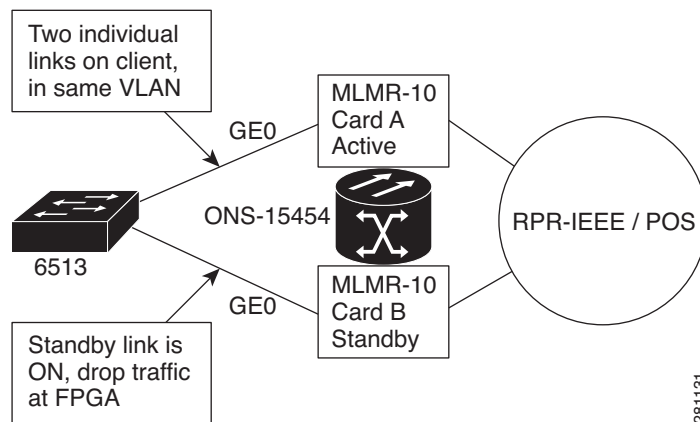 Two individual
links on client,
in same VLAN
MLMR-10
Card A
Active
GE0
ONS-15454
RPR-IEEE / POS
6513
MLMR-10
Card B
Standby
GE0
Standby link is
ON, drop traffic
at FPGA
281131